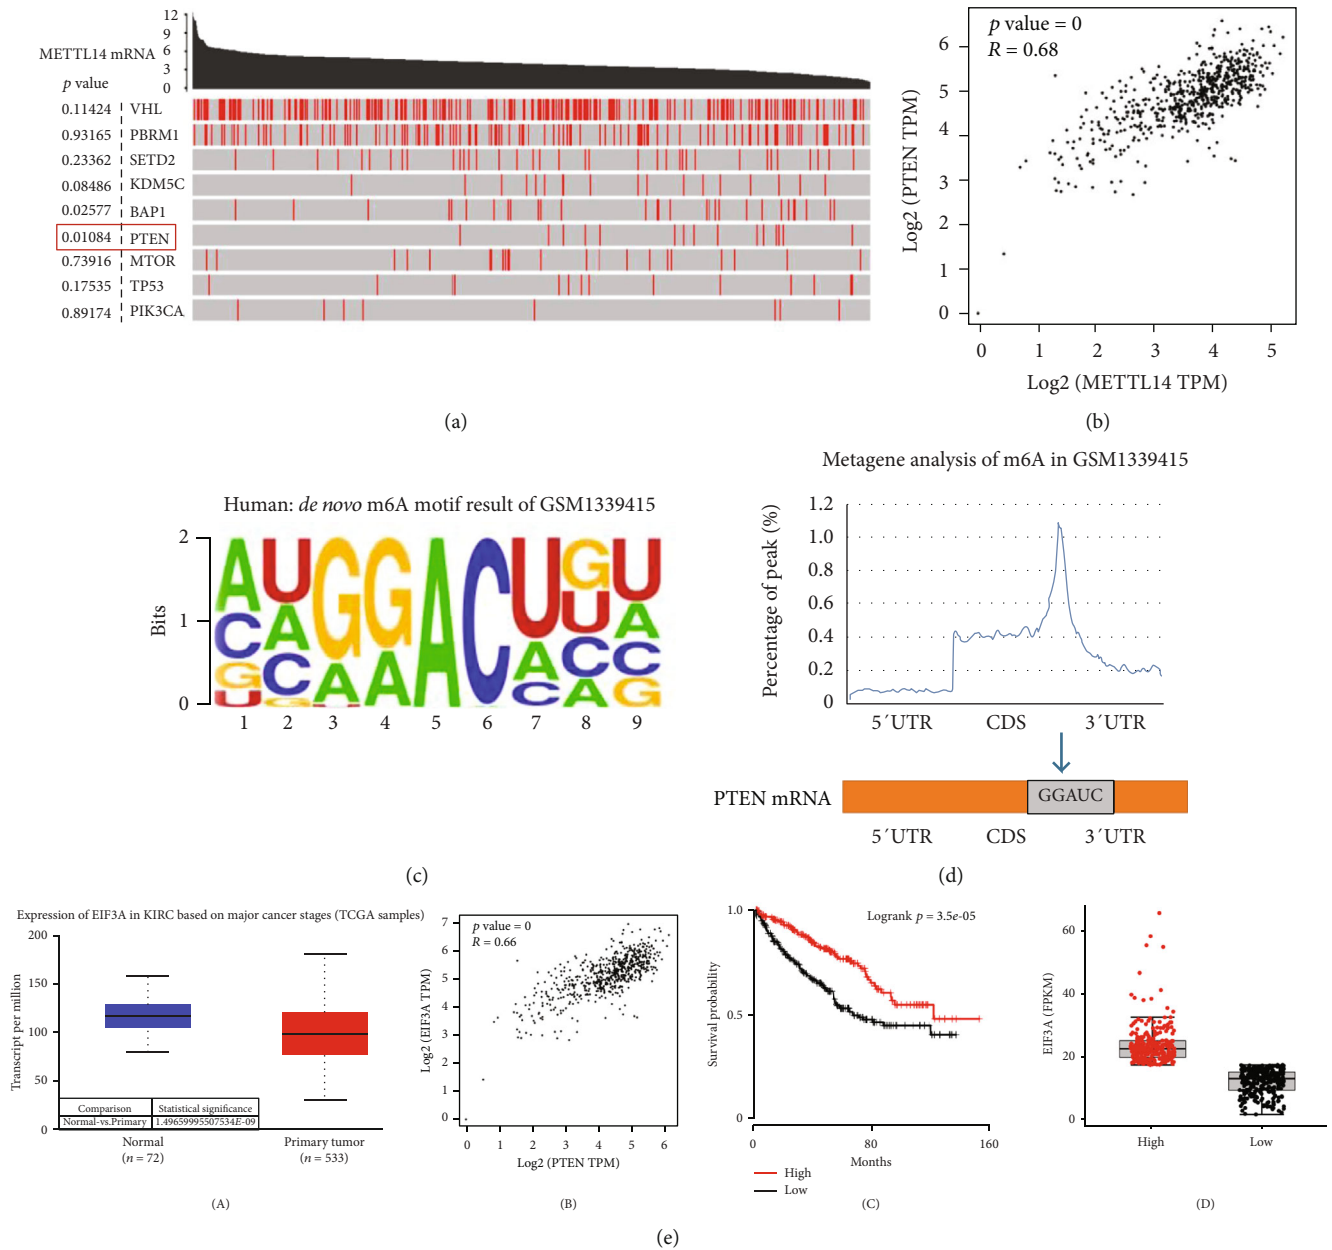 12
9
6
3
0
METTL14 mRNA
p value
0.11424 VHL
0.93165 PBRM1
0.23362 SETD2
0.08486 KDM5C
0.02577 BAP1
0.01084 PTEN
0.73916 MTOR
0.17535 TP53
0.89174 PIK3CA
(a)
p value = 0
R = 0.68
Log2 (PTEN TPM)
6
5
4
3
2
1
0
0 1 2 3 4 5
Log2 (METTL14 TPM)
(b)
Human: de novo m6A motif result of GSM1339415
Bits
2
1
0
A U G G A C U G U
C A A A A U A
G C C C C
U G A G
1 2 3 4 5 6 7 8 9
(c)
Metagene analysis of m6A in GSM1339415
Percentage of peak (%)
1.2
1.0
0.8
0.6
0.4
0.2
0
5´UTR CDS 3´UTR
PTEN mRNA
GGAUC
5´UTR CDS 3´UTR
(d)
Expression of EIF3A in KIRC based on major cancer stages (TCGA samples)
Transcript per million
200
150
100
50
0
Comparison Statistical significance
Normal-vs.Primary 1.49659995507534E-09
Normal Primary tumor
(n = 72) (n = 533)
(A)
p value = 0
R = 0.66
Log2 (EIF3A TPM)
7
6
5
4
3
2
1
0
0 1 2 3 4 5 6
Log2 (PTEN TPM)
(B)
Logrank p = 3.5e-05
Survival probability
1.0
0.5
0
0 80 160
Months
High
Low
(C)
EIF3A (FPKM)
60
40
20
0
High Low
(D)
(e)